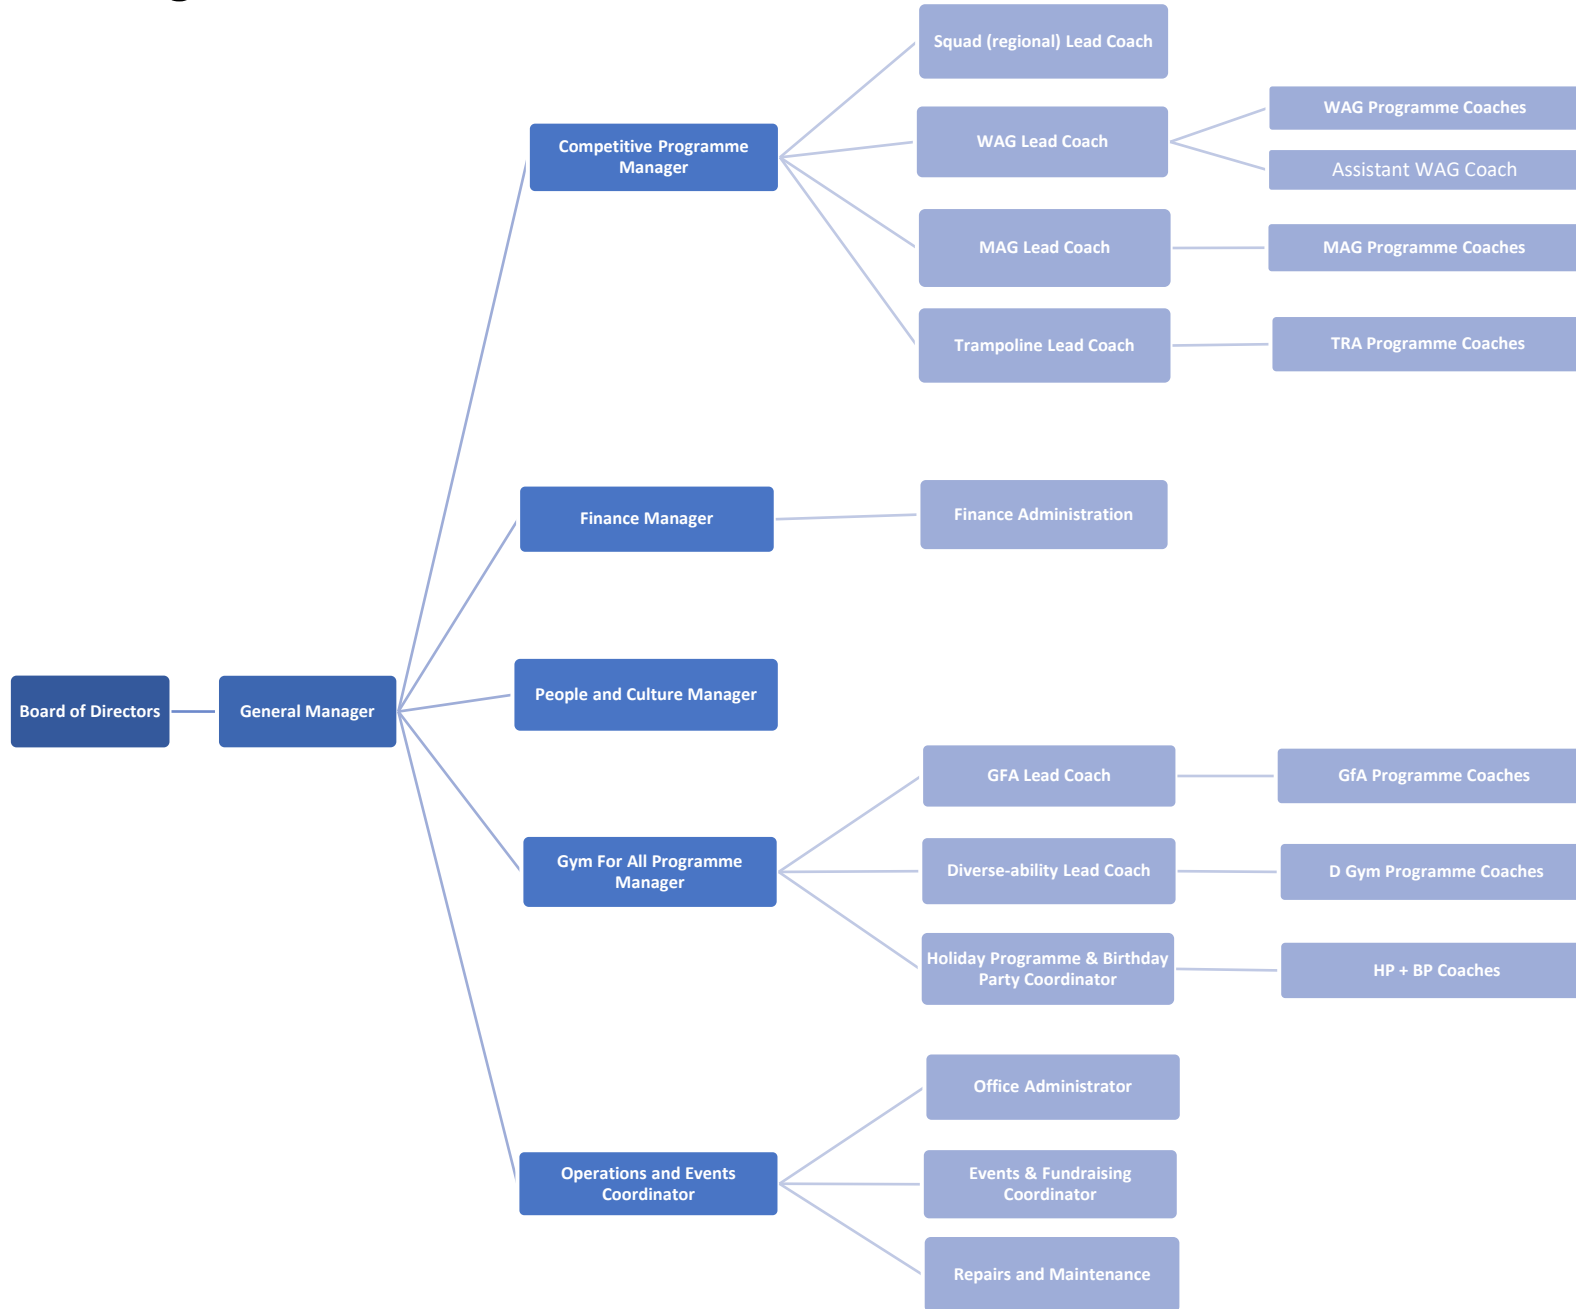 Squad (regional) Lead Coach
WAG Programme Coaches
Competitive Programme
Manager
WAG Lead Coach
Assistant WAG Coach
MAG Lead Coach
MAG Programme Coaches
Trampoline Lead Coach
TRA Programme Coaches
Finance Manager
Finance Administration
People and Culture Manager
Board of Directors
General Manager
GFA Lead Coach
GfA Programme Coaches
Gym For All Programme
Manager
Diverse-ability Lead Coach
D Gym Programme Coaches
Holiday Programme & Birthday
Party Coordinator
HP + BP Coaches
Office Administrator
Operations and Events
Coordinator
Events & Fundraising
Coordinator
Repairs and Maintenance